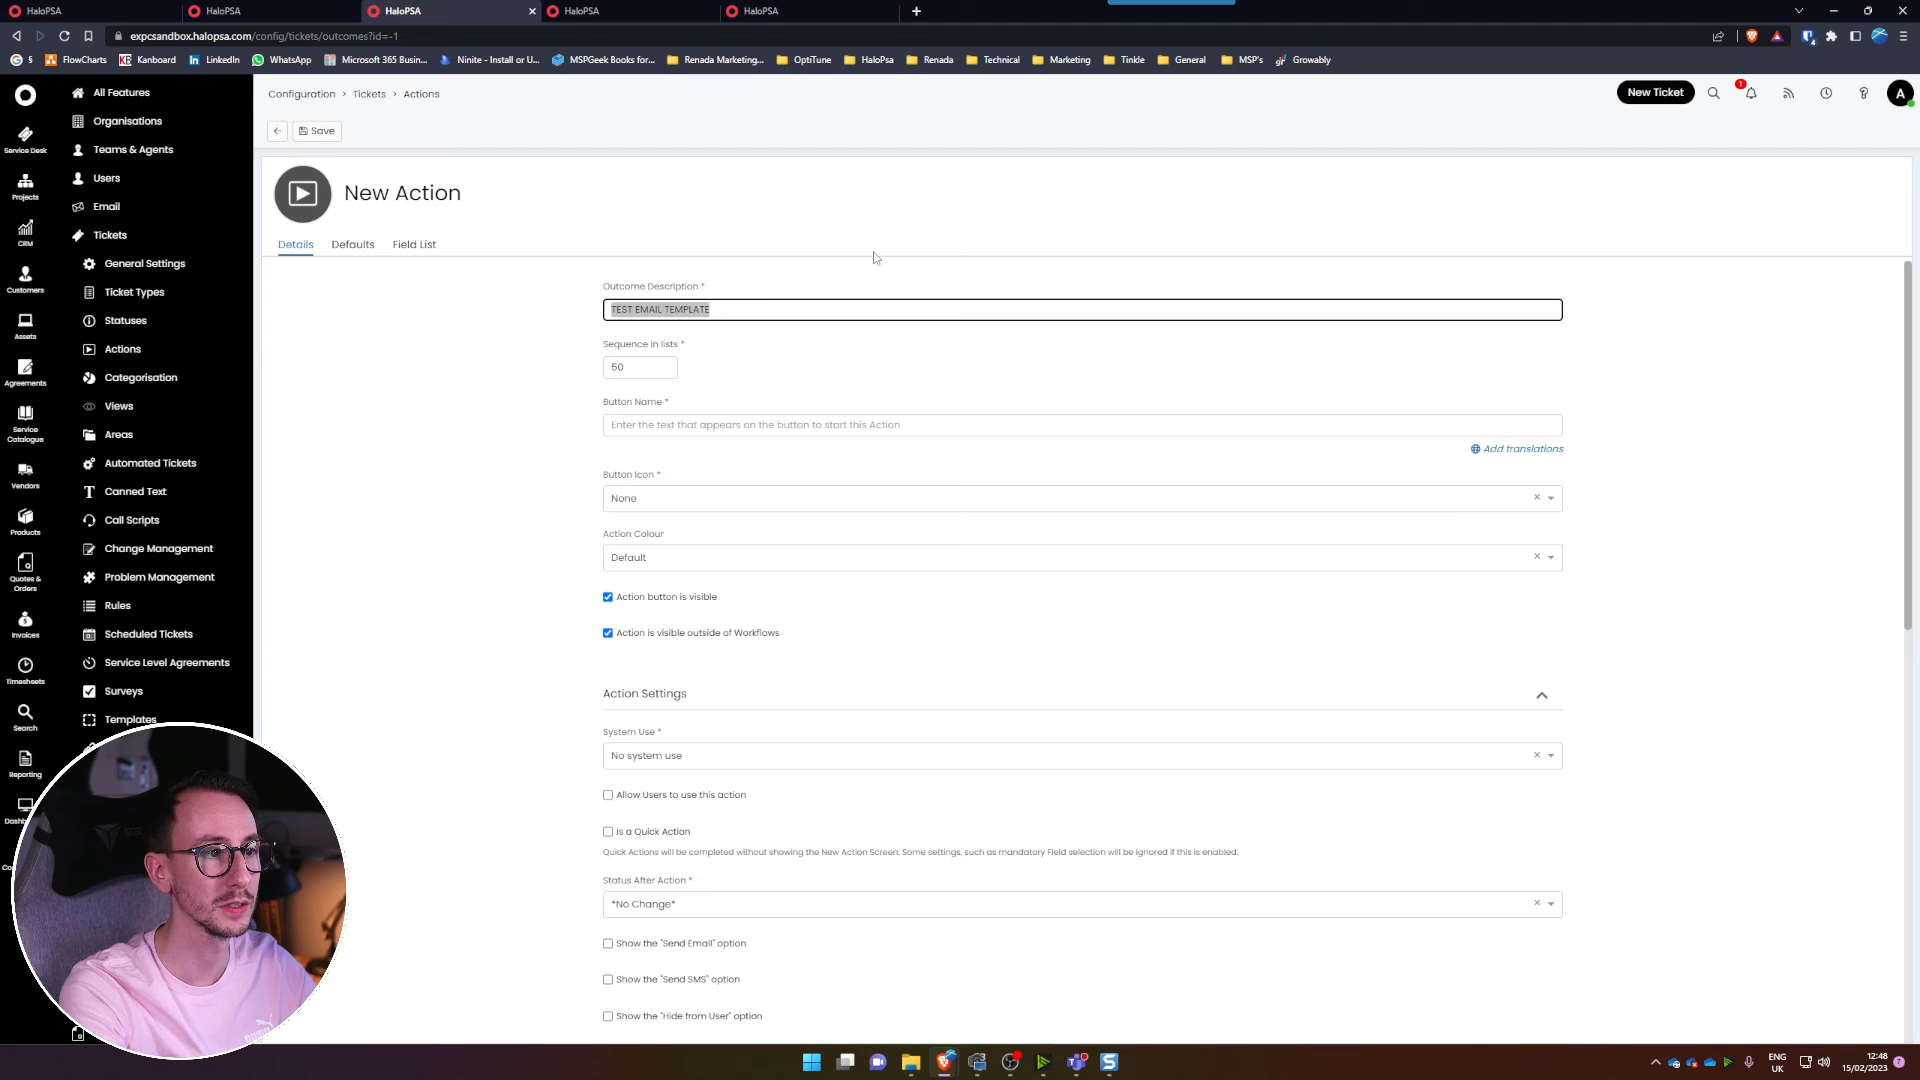 HaloPSA
HaloPSA
HaloPSA
HaloPSA
HaloPSA
expcsandbox.halopsa.com/config/tickets/outcomes?id=-1
FlowCharts
Kanboard
LinkedIn
WhatsApp
Microsoft 365 Busin...
Ninite - Install or U...
MSPGeek Books for...
Renada Marketing...
OptiTune
HaloPsa
Renada
Technical
Marketing
Tinkle
General
MSP's
Growably
Service Desk
Projects
CRM
Customers
Assets
Agreements
Service Catalogue
Vendors
Products
Quotes & Orders
Invoices
Timesheets
Search
Reporting
All Features
Organisations
Teams & Agents
Users
Email
Tickets
General Settings
Ticket Types
Statuses
Actions
Categorisation
Views
Areas
Automated Tickets
Canned Text
Call Scripts
Change Management
Problem Management
Rules
Scheduled Tickets
Service Level Agreements
Surveys
Templates
Configuration > Tickets > Actions
New Ticket
1
A
Save
New Action
Details
Defaults
Field List
Outcome Description *
TEST EMAIL TEMPLATE
Sequence in lists *
50
Button Name *
Enter the text that appears on the button to start this Action
Add translations
Button Icon *
None
Action Colour
Default
Action button is visible
Action is visible outside of Workflows
Action Settings
System Use *
No system use
Allow Users to use this action
Is a Quick Action
Quick Actions will be completed without showing the New Action Screen. Some settings, such as mandatory Field selection will be ignored if this is enabled.
Status After Action *
*No Change*
Show the "Send Email" option
Show the "Send SMS" option
Show the "Hide from User" option
ENG
UK
12:48
15/02/2023
7